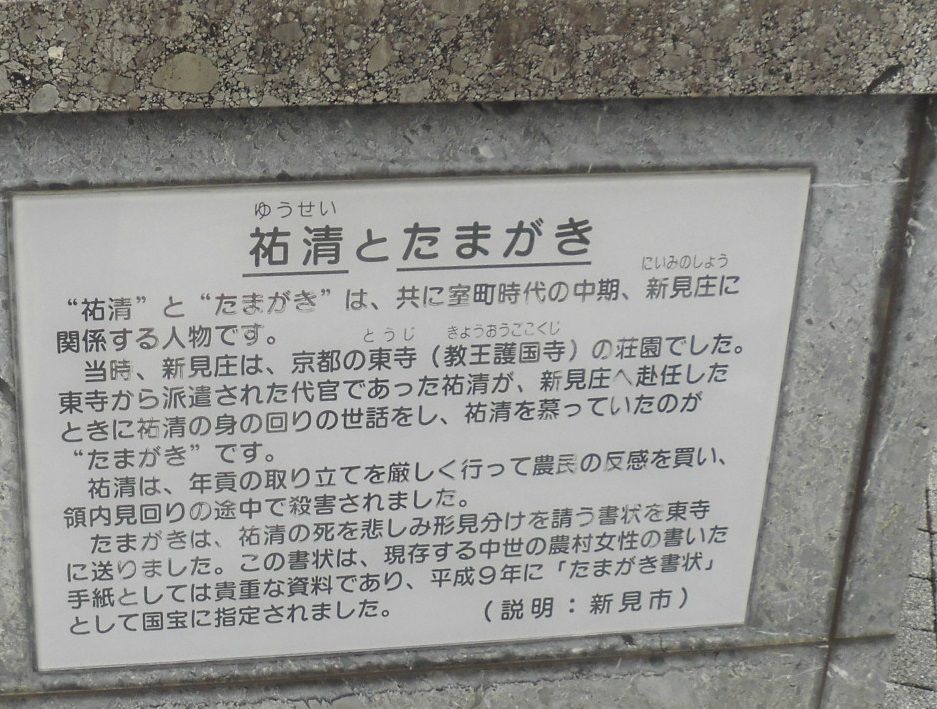 ゆうせい
祐清とたまがき
にいみのしょう
“祐清”と“たまがき”は、共に室町時代の中期、新見庄に
関係する人物です。
とうじ きょうおうごこくじ
当時、新見庄は、京都の東寺（教王護国寺）の荘園でした。
東寺から派遣された代官であった祐清が、新見庄へ赴任した
ときに祐清の身の回りの世話をし、祐清を慕っていたのが
“たまがき”です。
祐清は、年貢の取り立てを厳しく行って農民の反感を買い、
領内見回りの途中で殺害されました。
たまがきは、祐清の死を悲しみ形見分けを請う書状を東寺
に送りました。この書状は、現存する中世の農村女性の書いた
手紙としては貴重な資料であり、平成９年に「たまがき書状」
として国宝に指定されました。 （説明：新見市）